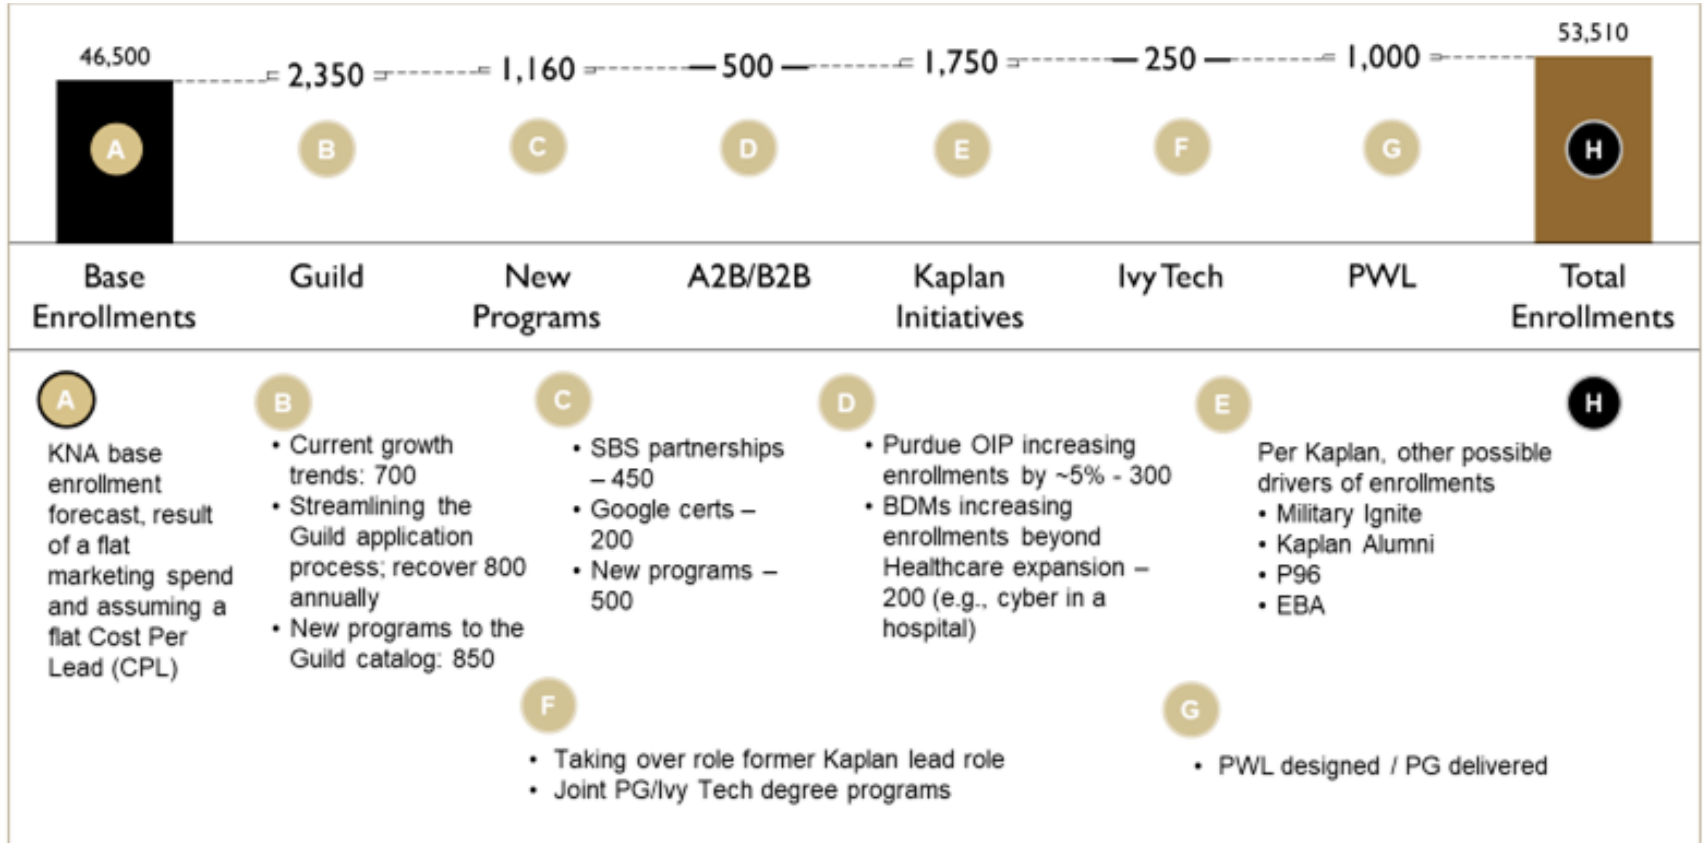 46,500
2,350
1,160
500
1,750
250
1,000
53,510
A
B
C
D
E
F
G
H
Base
Enrollments
Guild
New
Programs
A2B/B2B
Kaplan
Initiatives
Ivy Tech
PWL
Total
Enrollments
A
KNA base
enrollment
forecast, result
of a flat
marketing spend
and assuming a
flat Cost Per
Lead (CPL)
B
• Current growth
trends: 700
• Streamlining the
Guild application
process; recover 800
annually
• New programs to the
Guild catalog: 850
C
• SBS partnerships
– 450
• Google certs –
200
• New programs –
500
D
• Purdue OIP increasing
enrollments by ~5% - 300
• BDMs increasing
enrollments beyond
Healthcare expansion –
200 (e.g., cyber in a
hospital)
E
Per Kaplan, other possible
drivers of enrollments
• Military Ignite
• Kaplan Alumni
• P96
• EBA
H
F
• Taking over role former Kaplan lead role
• Joint PG/Ivy Tech degree programs
G
• PWL designed / PG delivered